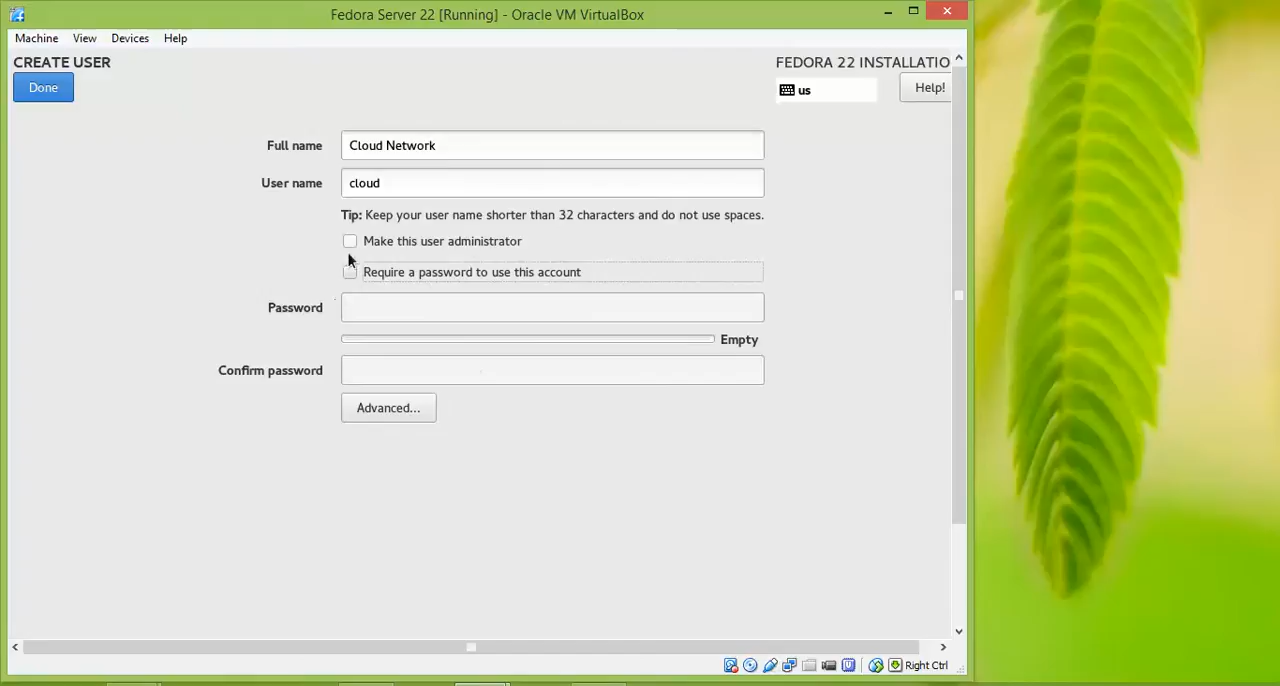 Fedora Server 22 [Running] - Oracle VM VirtualBox
Machine View Devices Help
CREATE USER
FEDORA 22 INSTALLATIO
Done
us
Help!
Full name
Cloud Network
User name
cloud
Tip: Keep your user name shorter than 32 characters and do not use spaces.
Make this user administrator
Require a password to use this account
Password
Empty
Confirm password
Advanced...
Right Ctrl